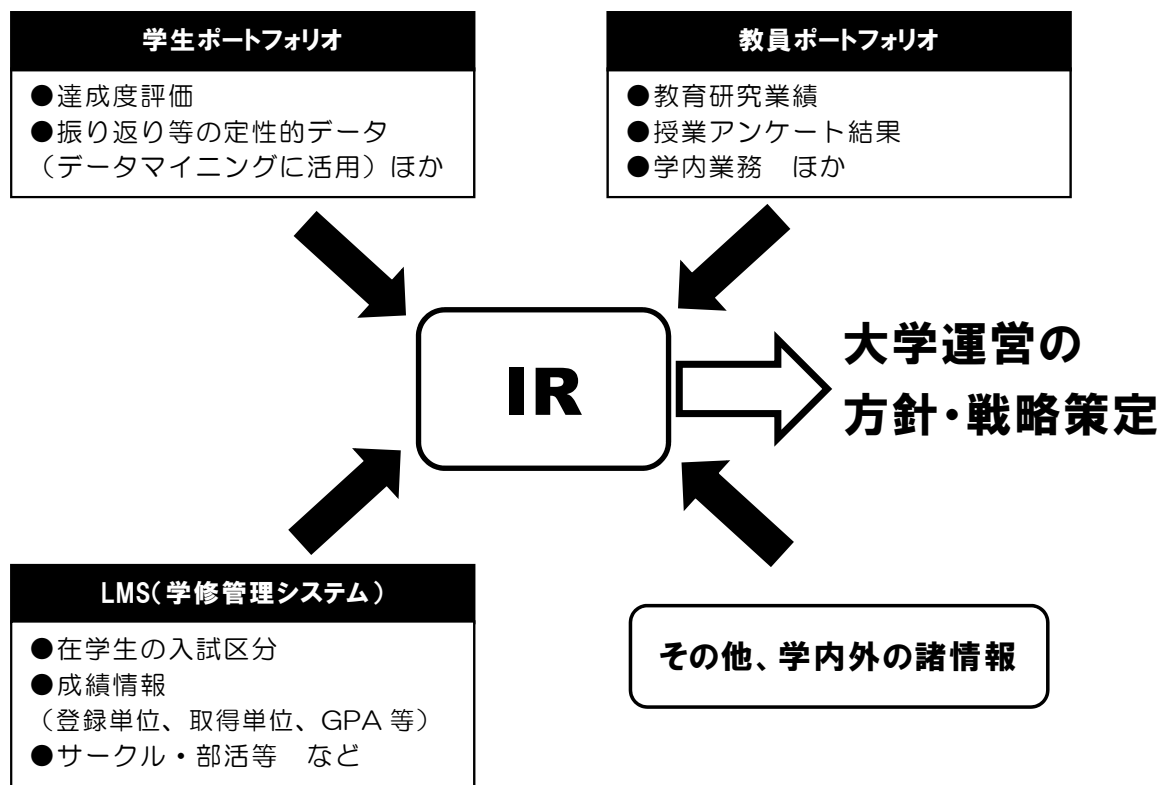 学生ポートフォリオ
●達成度評価
●振り返り等の定性的データ
（データマイニングに活用）ほか
教員ポートフォリオ
●教育研究業績
●授業アンケート結果
●学内業務　ほか
IR
大学運営の
方針・戦略策定
LMS（学修管理システム）
●在学生の入試区分
●成績情報
（登録単位、取得単位、GPA 等）
●サークル・部活等　など
その他、学内外の諸情報